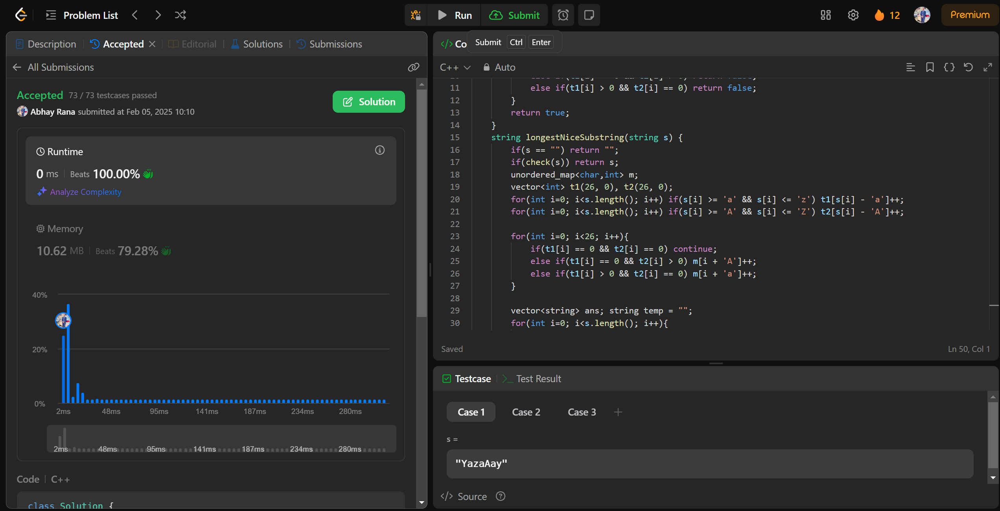 Problem List
Run
Submit
12
Premium
Description
Accepted
Editorial
Solutions
Submissions
All Submissions
Accepted 73 / 73 testcases passed
Abhay Rana submitted at Feb 05, 2025 10:10
Solution
Runtime
0 ms Beats 100.00%
Analyze Complexity
Memory
10.62 MB Beats 79.28%
40%
20%
0%
2ms 48ms 95ms 141ms 187ms 234ms 280ms
2ms 48ms 95ms 141ms 187ms 234ms 280ms
Code C++
class Solution {
</> Co
Submit Ctrl Enter
C++ Auto
11 else if(t1[i] > 0 && t2[i] == 0) return false;
12 }
13 return true;
14 }
15 string longestNiceSubstring(string s) {
16 if(s == "") return "";
17 if(check(s)) return s;
18 unordered_map<char,int> m;
19 vector<int> t1(26, 0), t2(26, 0);
20 for(int i=0; i<s.length(); i++) if(s[i] >= 'a' && s[i] <= 'z') t1[s[i] - 'a']++;
21 for(int i=0; i<s.length(); i++) if(s[i] >= 'A' && s[i] <= 'Z') t2[s[i] - 'A']++;
22
23 for(int i=0; i<26; i++){
24 if(t1[i] == 0 && t2[i] == 0) continue;
25 else if(t1[i] == 0 && t2[i] > 0) m[i + 'A']++;
26 else if(t1[i] > 0 && t2[i] == 0) m[i + 'a']++;
27 }
28
29 vector<string> ans; string temp = "";
30 for(int i=0; i<s.length(); i++){
Saved
Ln 50, Col 1
Testcase
>_ Test Result
Case 1 Case 2 Case 3 +
s =
"YazaAay"
</> Source ?